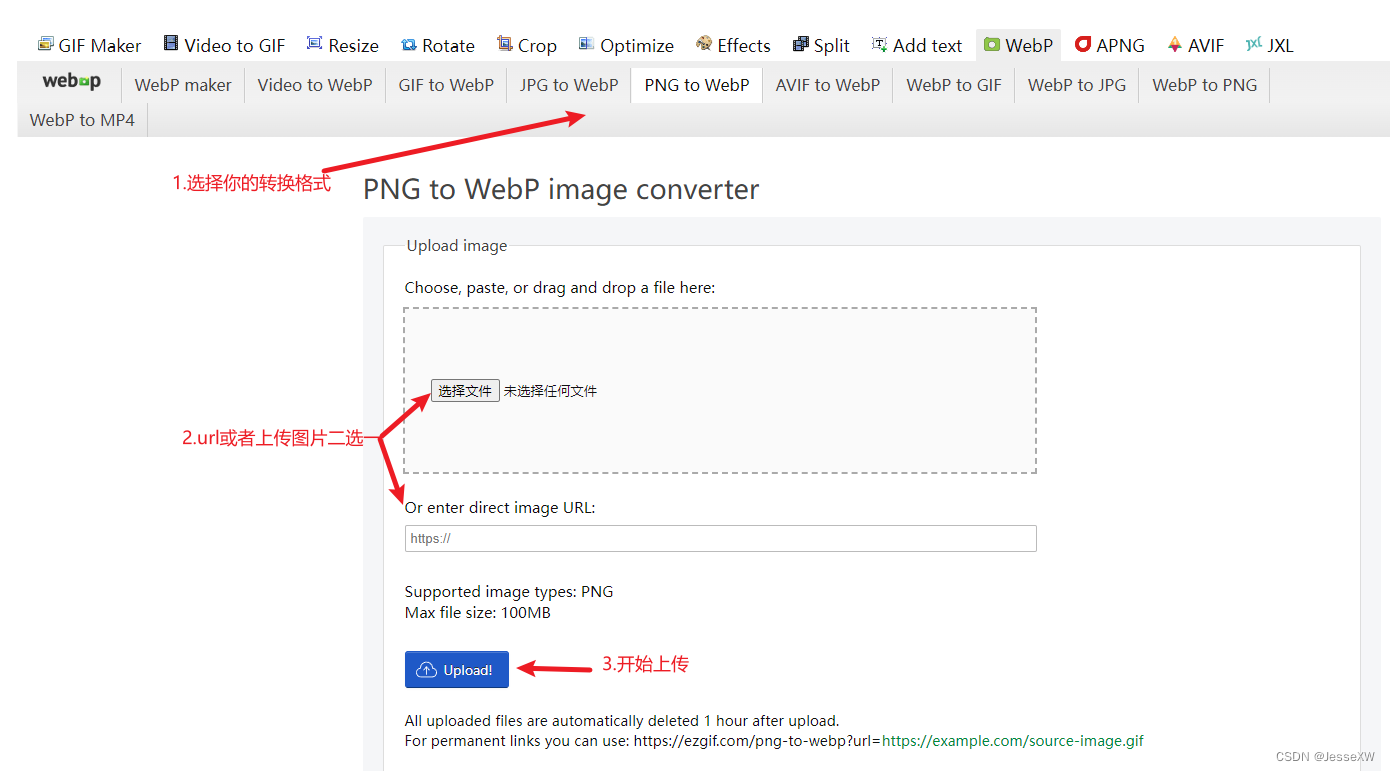 GIF Maker Video to GIF Resize Rotate Crop Optimize Effects Split Add text WebP APNG AVIF JXL
webp WebP maker Video to WebP GIF to WebP JPG to WebP PNG to WebP AVIF to WebP WebP to GIF WebP to JPG WebP to PNG
WebP to MP4
1.选择你的转换格式
PNG to WebP image converter
Upload image
Choose, paste, or drag and drop a file here:
选择文件 未选择任何文件
2.url或者上传图片二选一
Or enter direct image URL:
https://
Supported image types: PNG
Max file size: 100MB
Upload!
3.开始上传
All uploaded files are automatically deleted 1 hour after upload.
For permanent links you can use: https://ezgif.com/png-to-webp?url=https://example.com/source-image.gif
CSDN @JesseXW